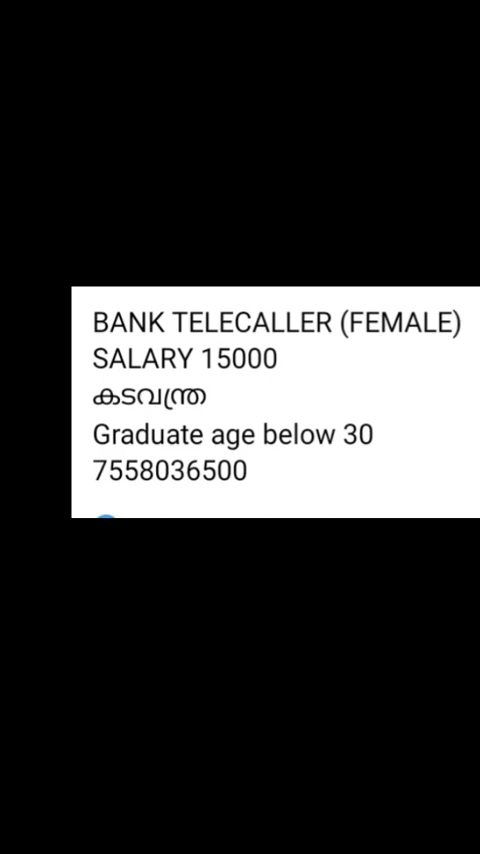 BANK TELECALLER (FEMALE)
SALARY 15000
കടവന്ത്ര
Graduate age below 30
7558036500